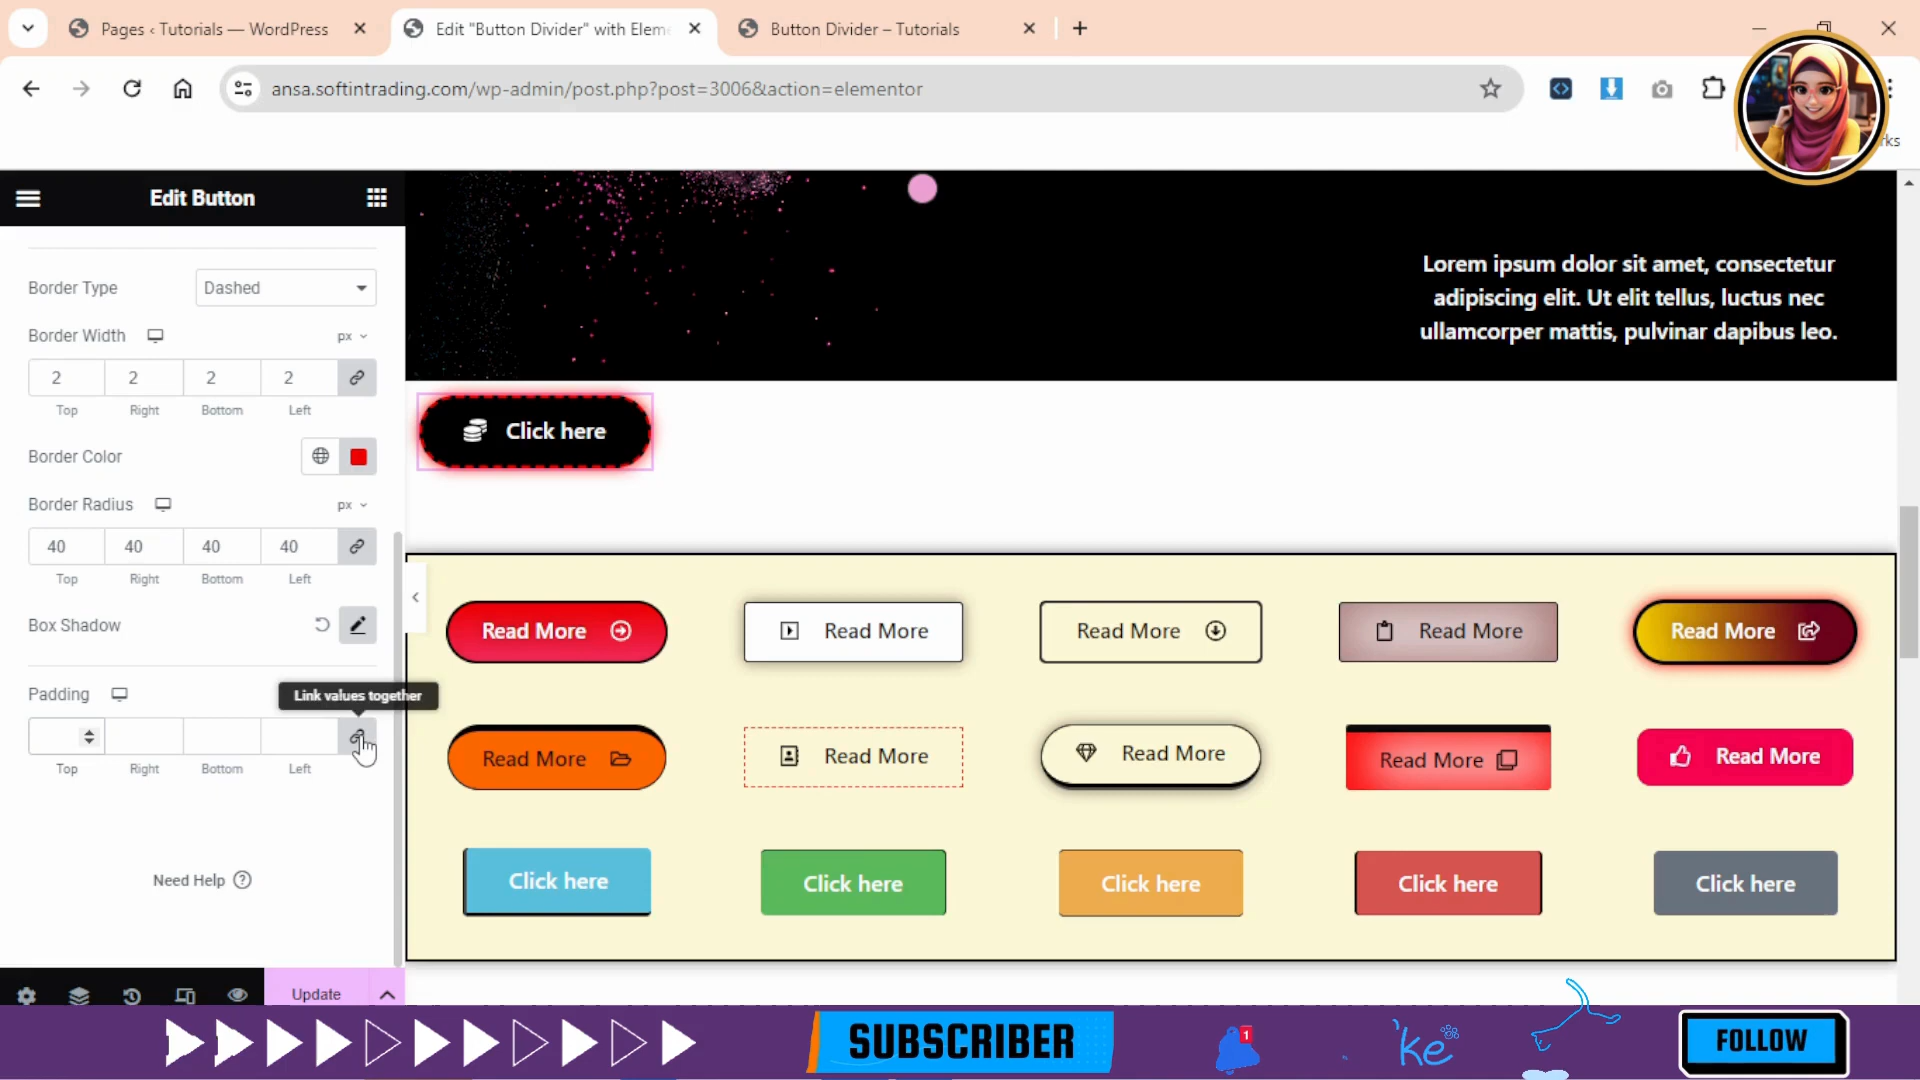 Pages ‹ Tutorials — WordPress
Edit "Button Divider" with Eleme
Button Divider – Tutorials
ansa.softintrading.com/wp-admin/post.php?post=3006&action=elementor
rks
Edit Button
Border Type
Dashed
Border Width
px
2 2 2 2
Top Right Bottom Left
Border Color
Border Radius
px
40 40 40 40
Top Right Bottom Left
Box Shadow
Padding
Link values together
Top Right Bottom Left
Need Help
Update
Lorem ipsum dolor sit amet, consectetur
adipiscing elit. Ut elit tellus, luctus nec
ullamcorper mattis, pulvinar dapibus leo.
Click here
Read More Read More Read More Read More Read More
Read More Read More Read More Read More Read More
Click here Click here Click here Click here Click here
SUBSCRIBER
1
ke
FOLLOW